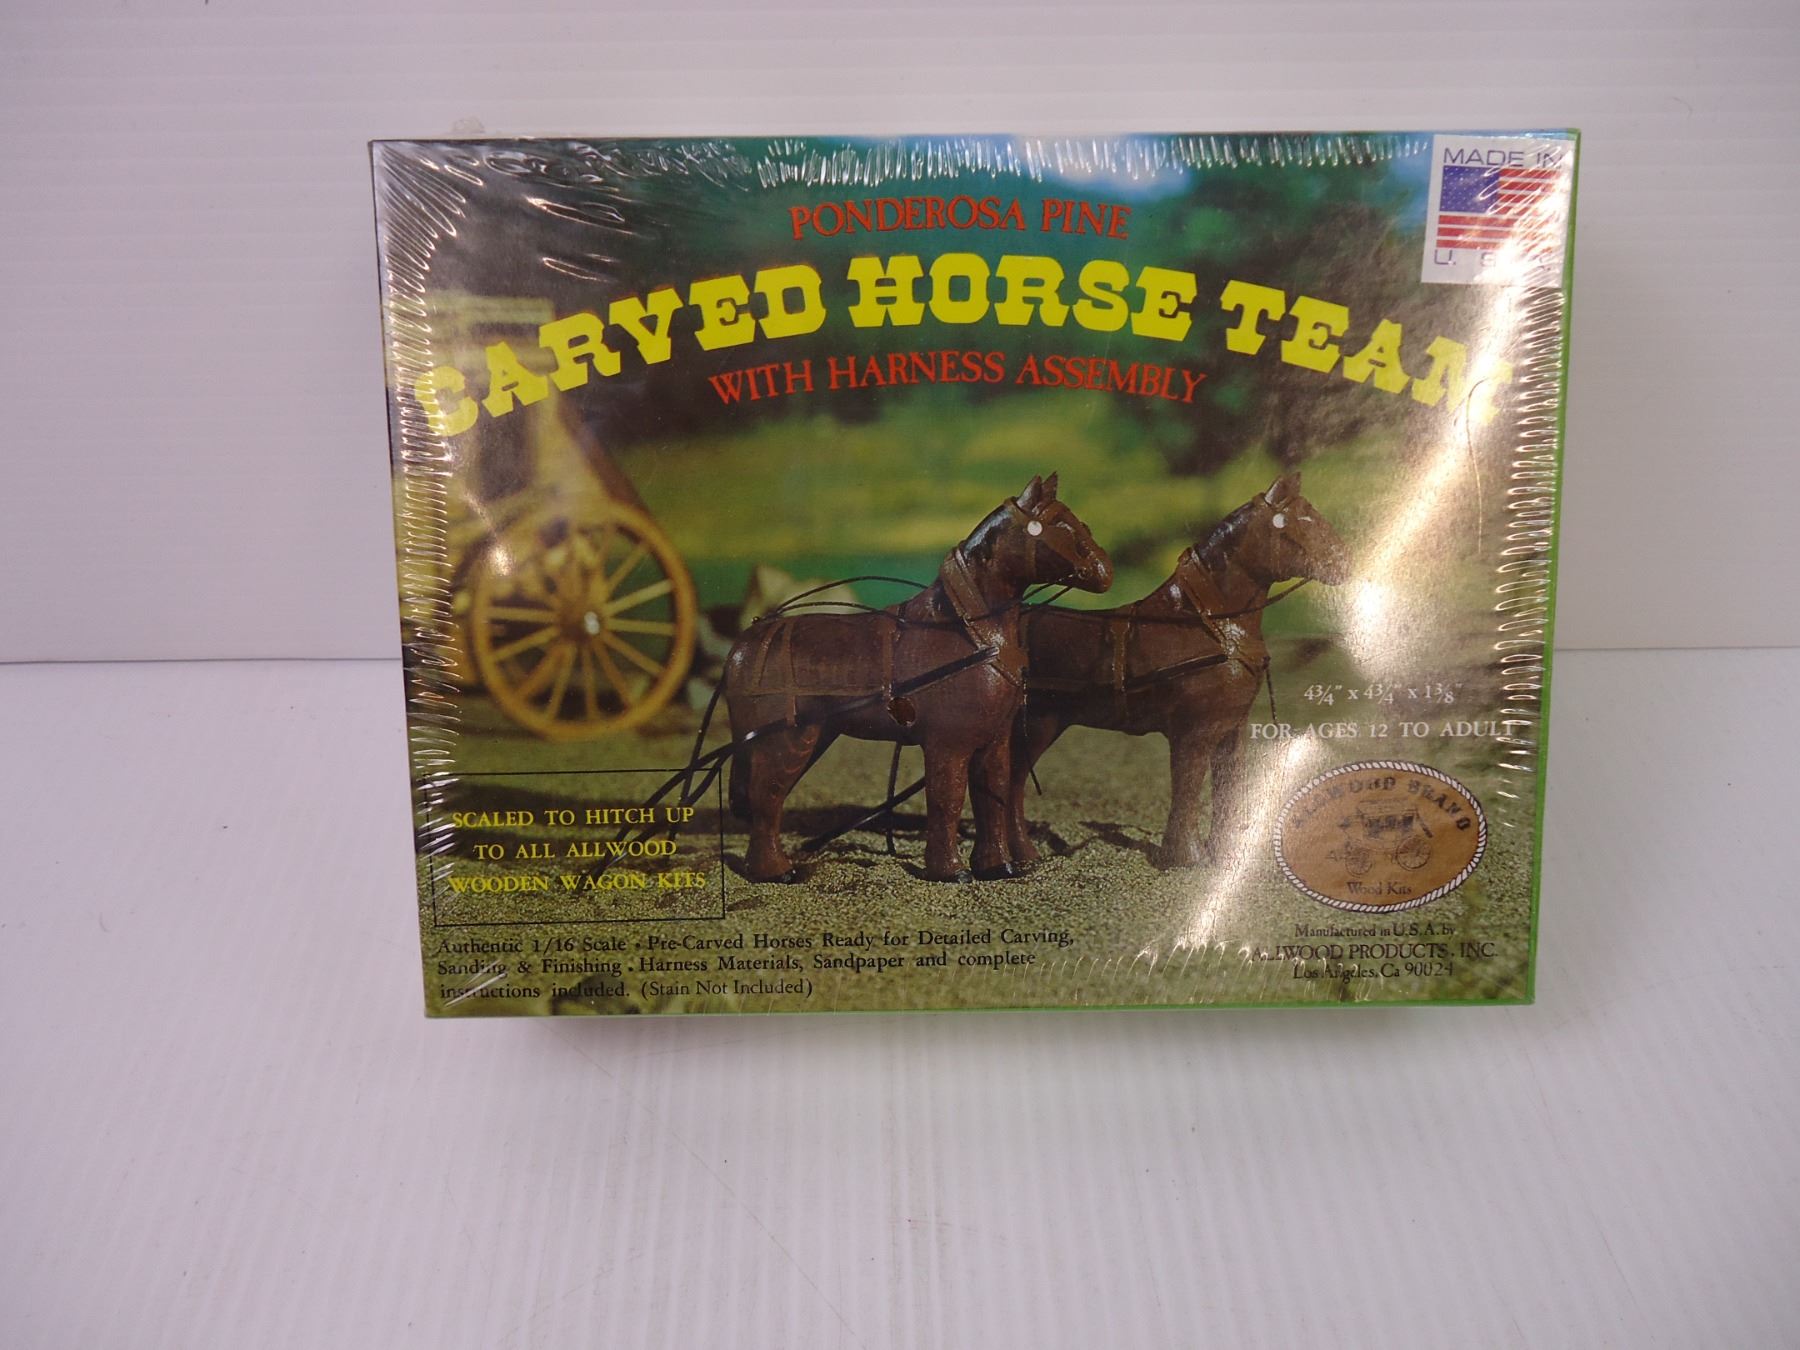 MADE IN
U. S.
PONDEROSA PINE
CARVED HORSE TEAM
WITH HARNESS ASSEMBLY
4¾" x 4¾" x 1⅜"
FOR AGES 12 TO ADULT
SCALED TO HITCH UP
TO ALL ALLWOOD
WOODEN WAGON KITS
ALLWOOD BRAND
Wood Kits
Authentic 1/16 Scale • Pre-Carved Horses Ready for Detailed Carving,
Sanding & Finishing • Harness Materials, Sandpaper and complete
instructions included. (Stain Not Included)
Manufactured in U.S.A. by
ALLWOOD PRODUCTS, INC.
Los Angeles, Ca 90024